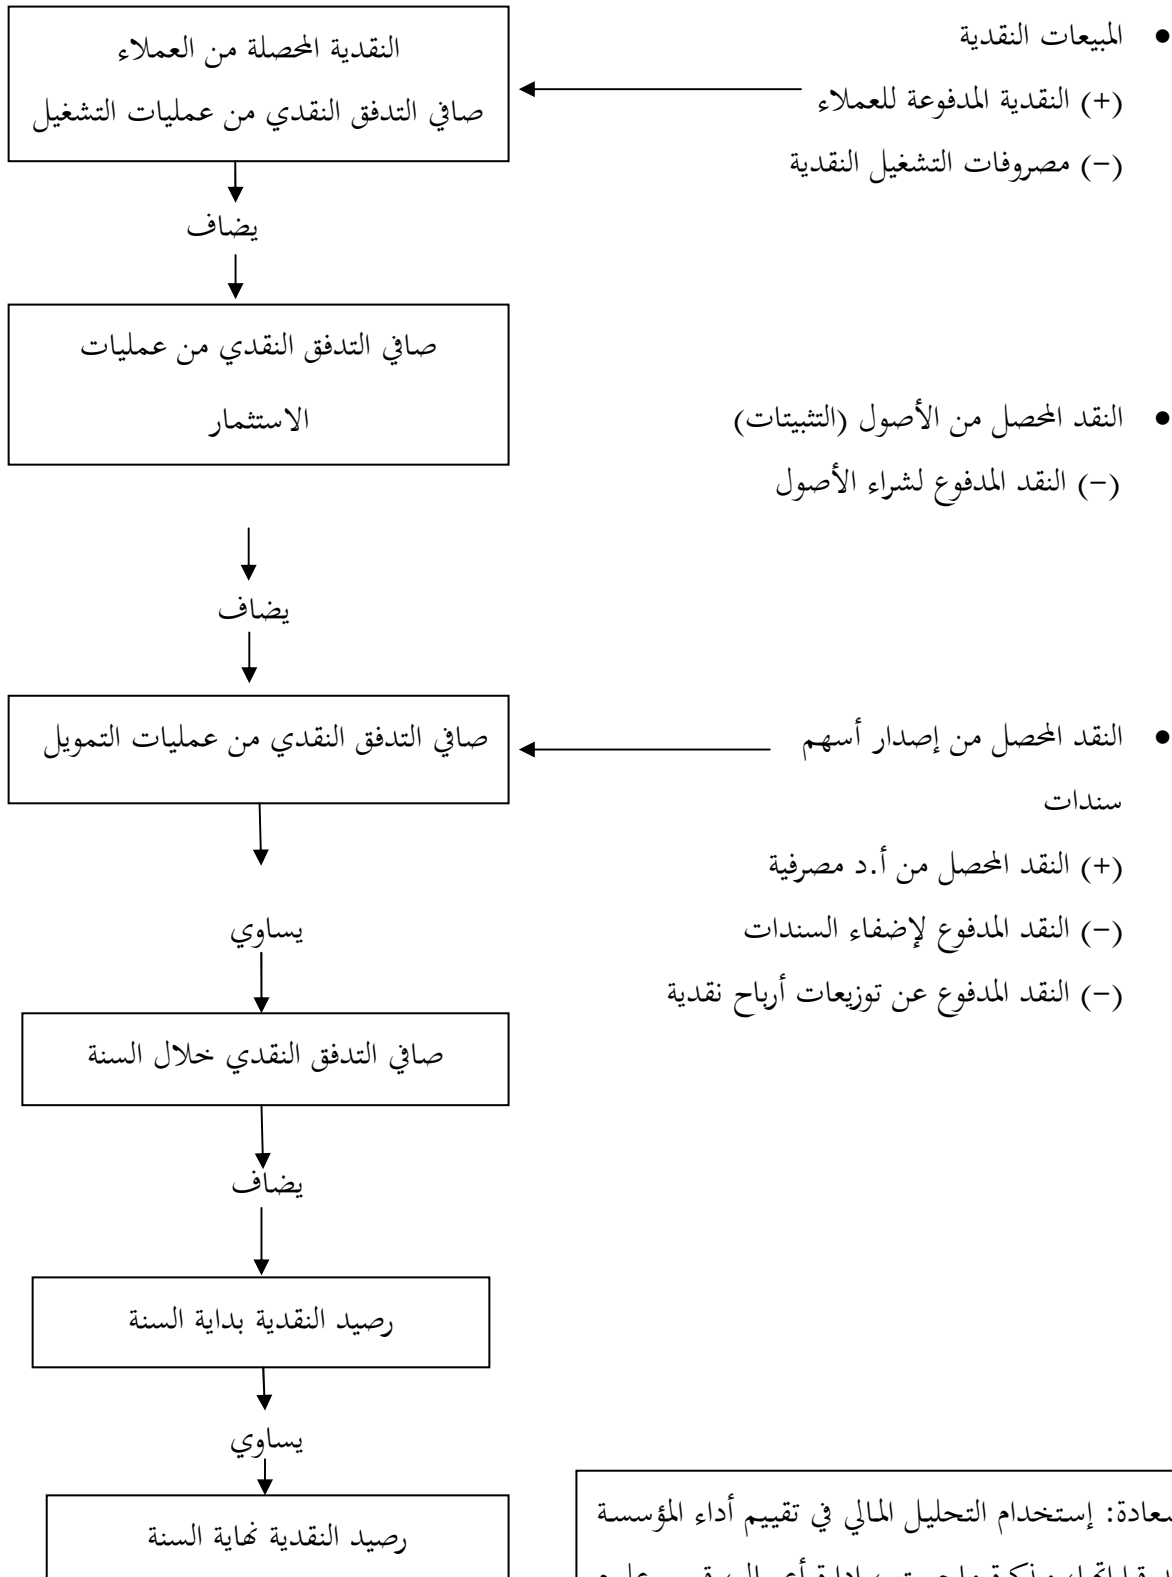 النقدية المحصلة من العملاء
صافي التدفق النقدي من عمليات التشغيل
● المبيعات النقدية
(+) النقدية المدفوعة للعملاء
(–) مصروفات التشغيل النقدية
يضاف
صافي التدفق النقدي من عمليات
الاستثمار
● النقد المحصل من الأصول (التثبيتات)
(–) النقد المدفوع لشراء الأصول
يضاف
صافي التدفق النقدي من عمليات التمويل
● النقد المحصل من إصدار أسهم
سندات
(+) النقد المحصل من أ.د مصرفية
(–) النقد المدفوع لإضفاء السندات
(–) النقد المدفوع عن توزيعات أرباح نقدية
يساوي
صافي التدفق النقدي خلال السنة
يضاف
رصيد النقدية بداية السنة
يساوي
رصيد النقدية نهاية السنة
سعادة: إستخدام التحليل المالي في تقييم أداء المؤسسة